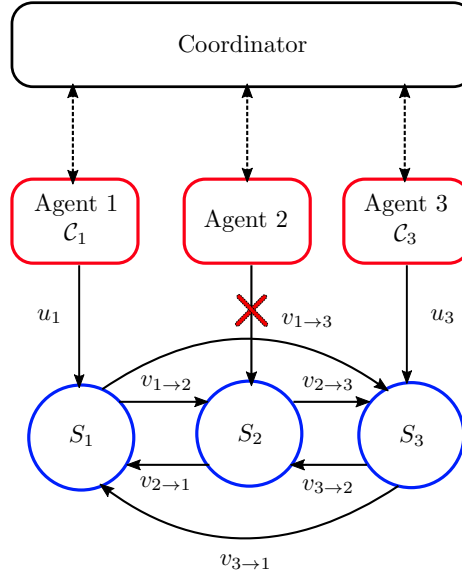 Coordinator
Agent 1
𝒞₁
Agent 2
Agent 3
𝒞₃
u₁
v₁→₃
u₃
v₁→₂
v₂→₃
S₁
S₂
S₃
v₂→₁
v₃→₂
v₃→₁